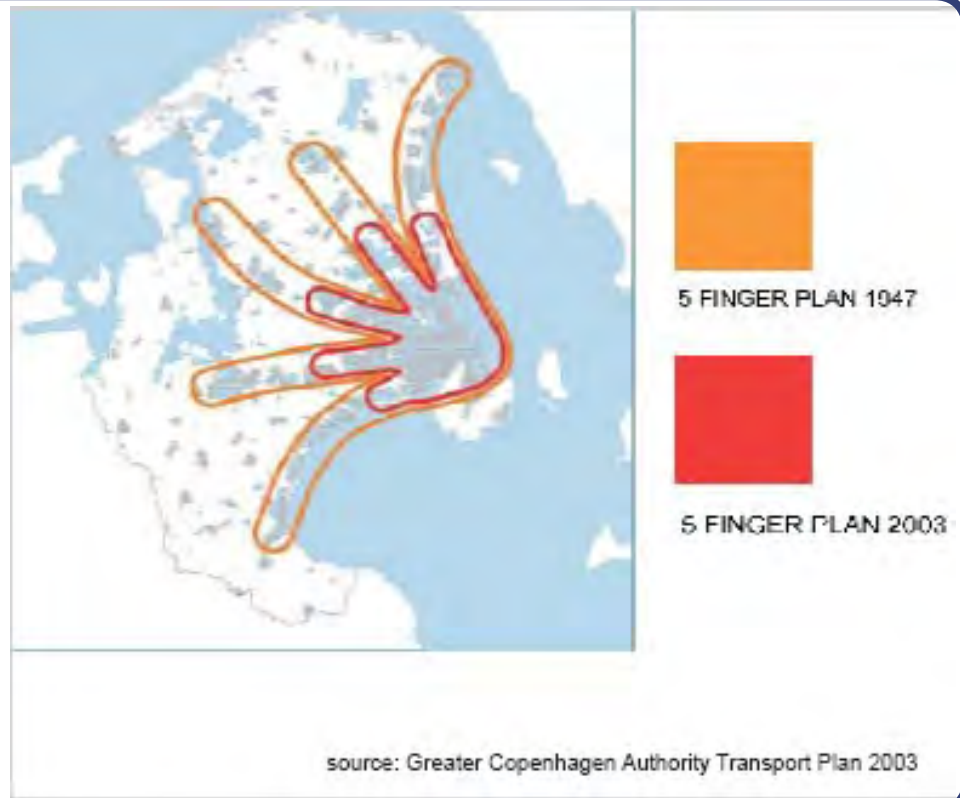 5 FINGER PLAN 1947
5 FINGER PLAN 2003
source: Greater Copenhagen Authority Transport Plan 2003